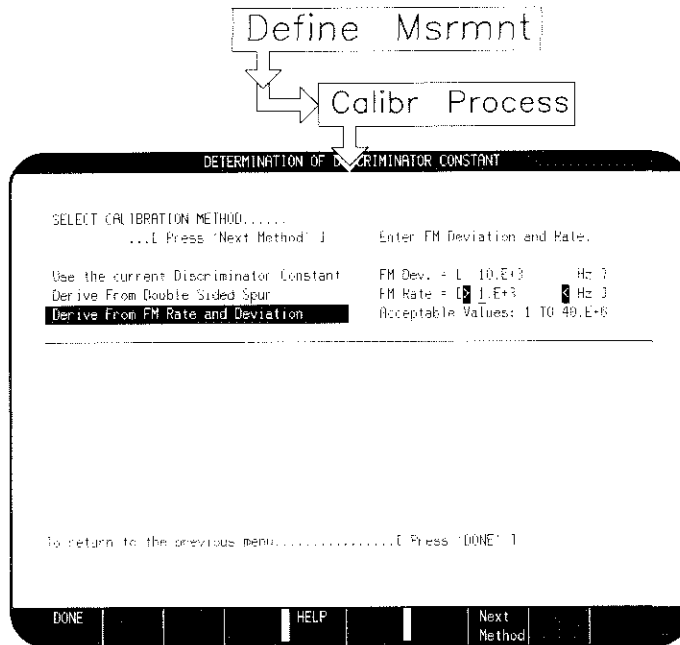 Define Msrmnt
Calibr Process
DETERMINATION OF DISCRIMINATOR CONSTANT
SELECT CALIBRATION METHOD......
...[ Press 'Next Method' ]
Enter FM Deviation and Rate.
Use the current Discriminator Constant
FM Dev. = [ 10.E+3 Hz ]
Derive From Double Sided Spur
FM Rate = [> 1.E+3 < Hz ]
Derive From FM Rate and Deviation
Acceptable Values: 1 TO 40.E+6
To return to the previous menu................[ Press 'DONE' ]
DONE
HELP
Next
Method